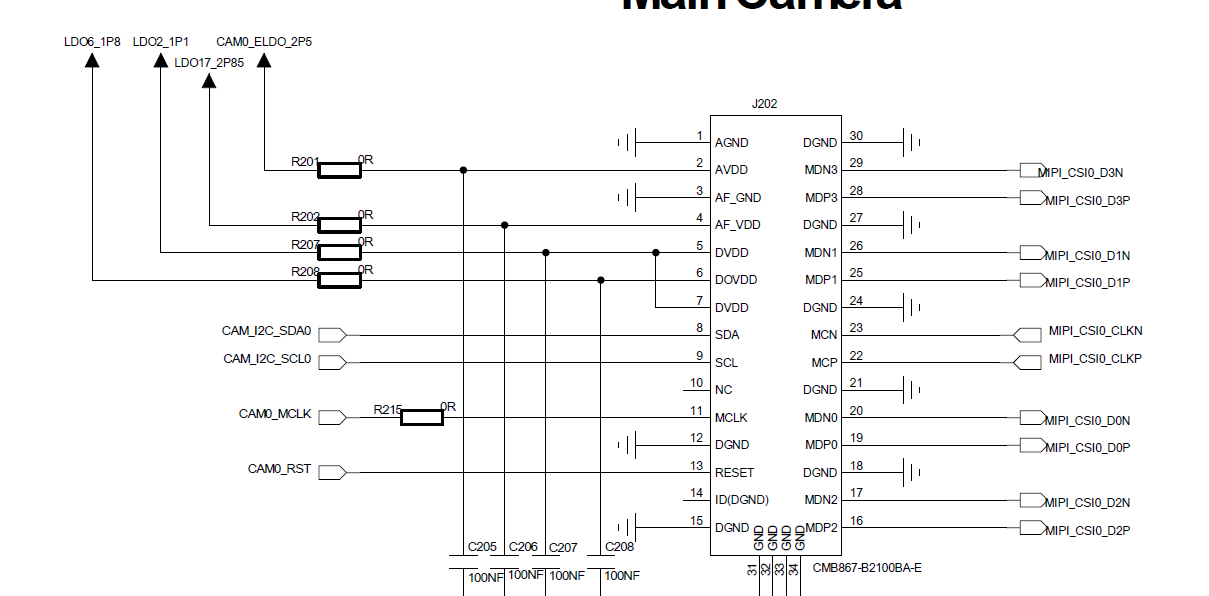 Main Camera
LDO6_1P8 LDO2_1P1 CAM0_ELDO_2P5
LDO17_2P85
J202
1 AGND DGND 30
R201 0R 2 AVDD MDN3 29 MIPI_CSI0_D3N
3 AF_GND MDP3 28 MIPI_CSI0_D3P
R202 0R 4 AF_VDD DGND 27
R207 0R 5 DVDD MDN1 26 MIPI_CSI0_D1N
R208 0R 6 DOVDD MDP1 25 MIPI_CSI0_D1P
7 DVDD DGND 24
CAM_I2C_SDA0 8 SDA MCN 23 MIPI_CSI0_CLKN
CAM_I2C_SCL0 9 SCL MCP 22 MIPI_CSI0_CLKP
10 NC DGND 21
CAM0_MCLK R215 0R 11 MCLK MDN0 20 MIPI_CSI0_D0N
12 DGND MDP0 19 MIPI_CSI0_D0P
CAM0_RST 13 RESET DGND 18
14 ID(DGND) MDN2 17 MIPI_CSI0_D2N
15 DGND MDP2 16 MIPI_CSI0_D2P
GND GND GND GND
C205 C206 C207 C208
31 32 33 34 CMB867-B2100BA-E
100NF 100NF 100NF 100NF